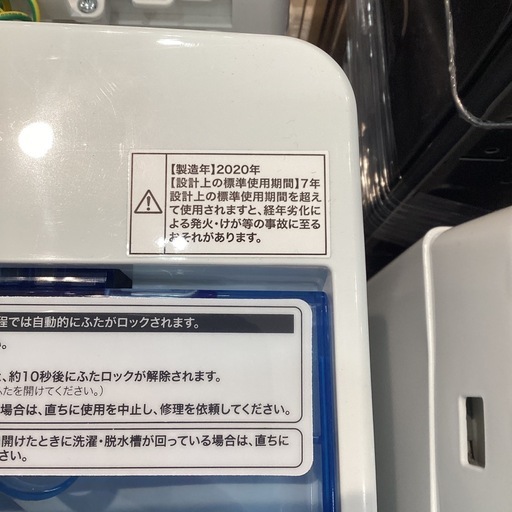 【製造年】2020年
【設計上の標準使用期間】7年
設計上の標準使用期間を超え
て使用されますと、経年劣化に
よる発火・けが等の事故に至る
おそれがあります。
程では自動的にふたがロックされます。
い。
、約10秒後にふたロックが解除されます。
ふたを開けてください。）
場合は、直ちに使用を中止し、修理を依頼してください。
開けたときに洗濯・脱水槽が回っている場合は、直ちに
さい。